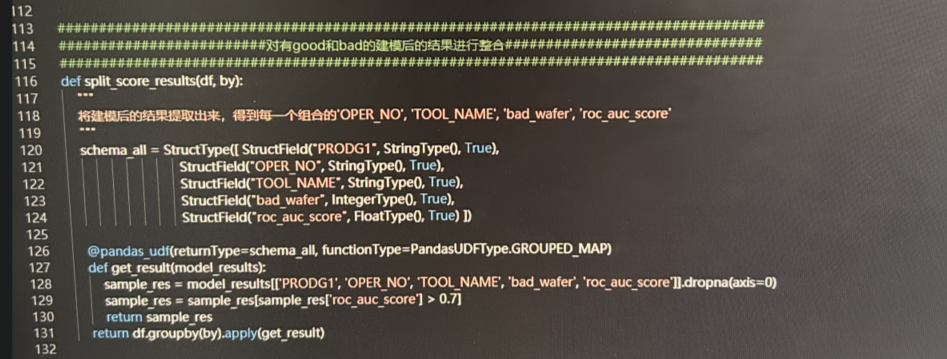 112
113 ####################################################################################
114 #########################对有good和bad的建模后的结果进行整合###############################
115 ####################################################################################
116 def split_score_results(df, by):
117 """
118 将建模后的结果提取出来，得到每一个组合的'OPER_NO', 'TOOL_NAME', 'bad_wafer', 'roc_auc_score'
119 """
120 schema_all = StructType([ StructField("PRODG1", StringType(), True),
121 StructField("OPER_NO", StringType(), True),
122 StructField("TOOL_NAME", StringType(), True),
123 StructField("bad_wafer", IntegerType(), True),
124 StructField("roc_auc_score", FloatType(), True) ])
125
126 @pandas_udf(returnType=schema_all, functionType=PandasUDFType.GROUPED_MAP)
127 def get_result(model_results):
128 sample_res = model_results[['PRODG1', 'OPER_NO', 'TOOL_NAME', 'bad_wafer', 'roc_auc_score']].dropna(axis=0)
129 sample_res = sample_res[sample_res['roc_auc_score'] > 0.7]
130 return sample_res
131 return df.groupby(by).apply(get_result)
132